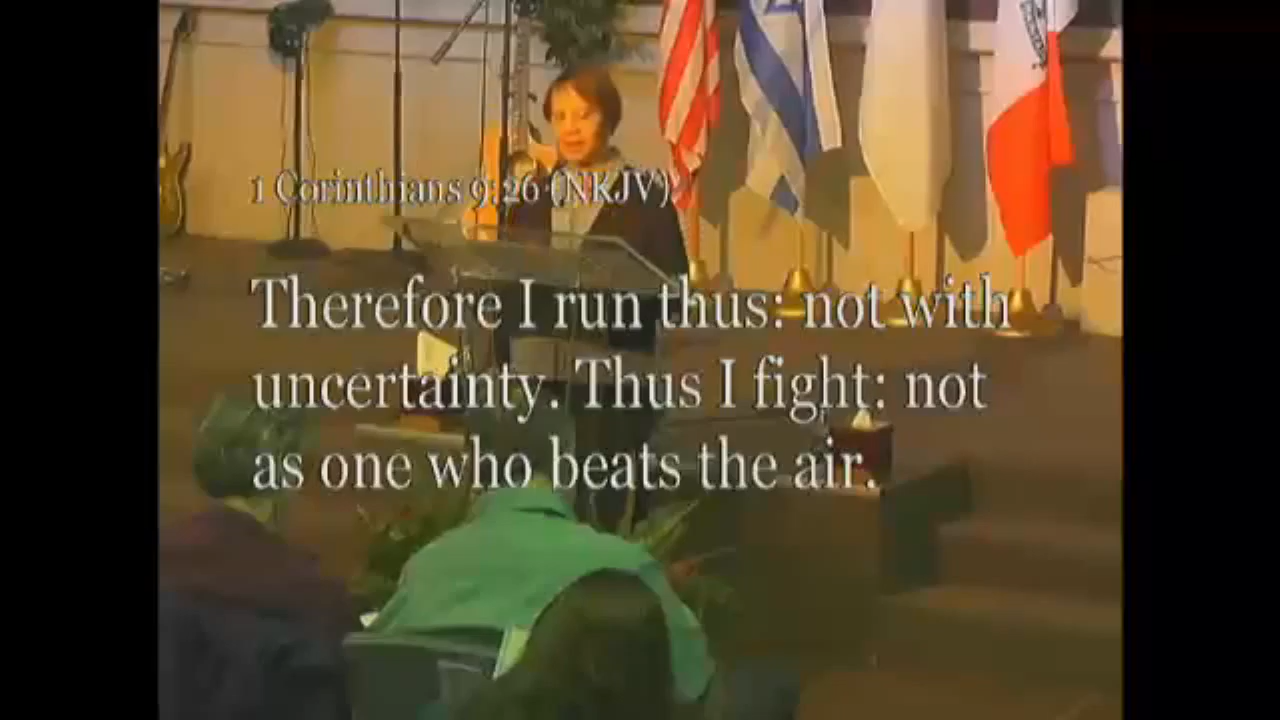 1 Corinthians 9:26 (NKJV)
Therefore I run thus: not with
uncertainty. Thus I fight: not
as one who beats the air.